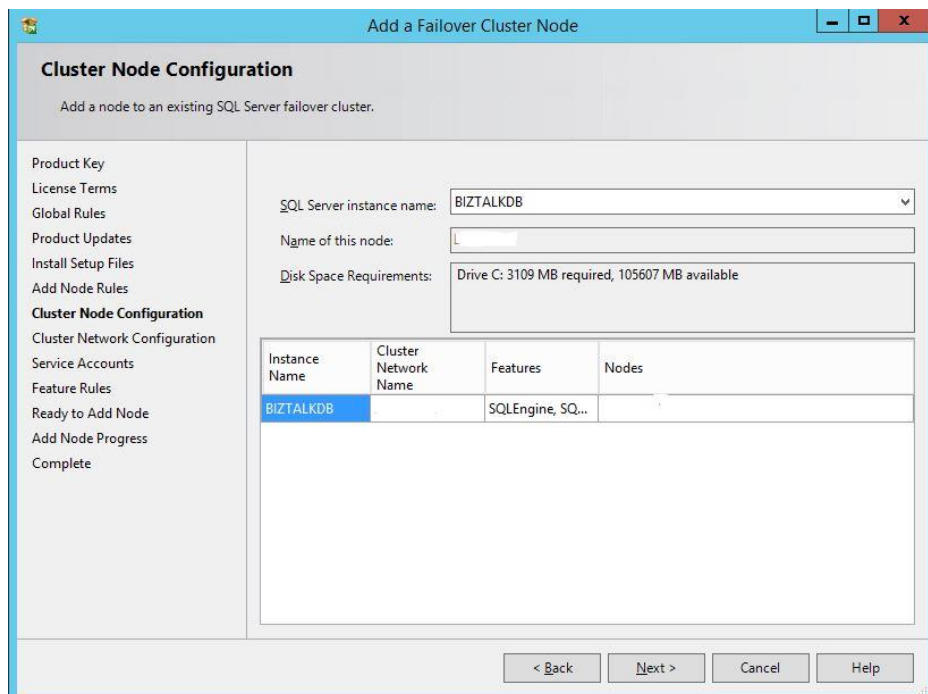 Add a Failover Cluster Node
Cluster Node Configuration
Add a node to an existing SQL Server failover cluster.
Product Key
License Terms
Global Rules
Product Updates
Install Setup Files
Add Node Rules
Cluster Node Configuration
Cluster Network Configuration
Service Accounts
Feature Rules
Ready to Add Node
Add Node Progress
Complete
SQL Server instance name: BIZTALKDB
Name of this node: L
Disk Space Requirements: Drive C: 3109 MB required, 105607 MB available
Instance Name Cluster Network Name Features Nodes
BIZTALKDB SQLEngine, SQ...
< Back Next > Cancel Help